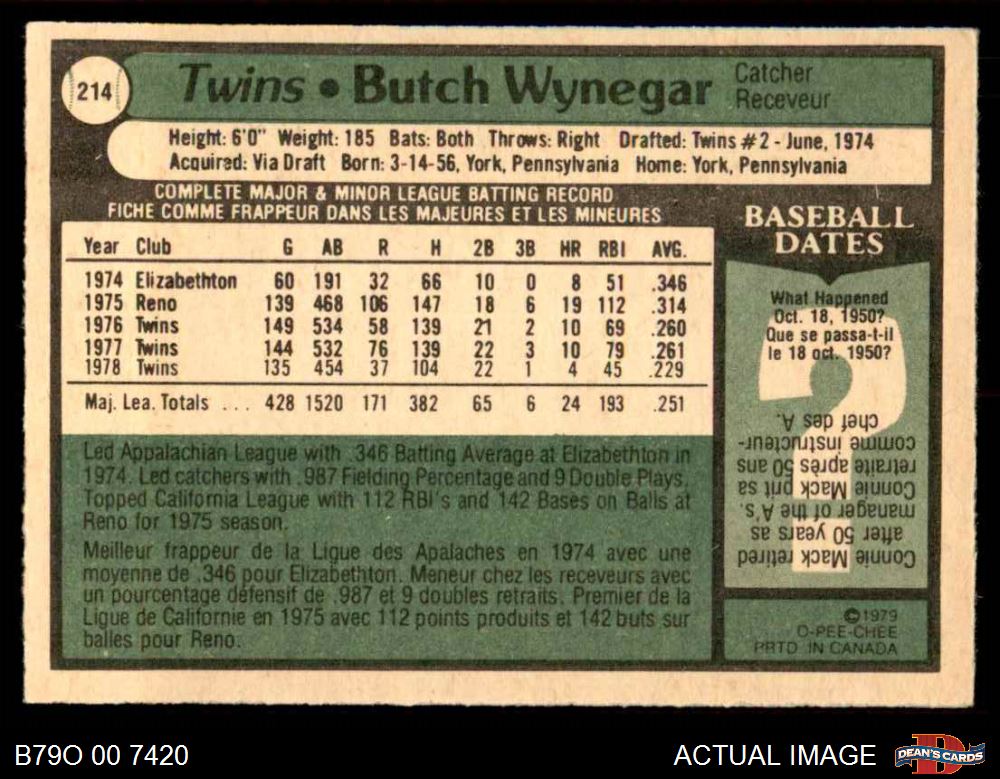 214
Twins • Butch Wynegar Catcher
Receveur
Height: 6'0" Weight: 185 Bats: Both Throws: Right Drafted: Twins #2 - June, 1974
Acquired: Via Draft Born: 3-14-56, York, Pennsylvania Home: York, Pennsylvania
COMPLETE MAJOR & MINOR LEAGUE BATTING RECORD
FICHE COMME FRAPPEUR DANS LES MAJEURES ET LES MINEURES
Year Club G AB R H 2B 3B HR RBI AVG.
1974 Elizabethton 60 191 32 66 10 0 8 51 .346
1975 Reno 139 468 106 147 18 6 19 112 .314
1976 Twins 149 534 58 139 21 2 10 69 .260
1977 Twins 144 532 76 139 22 3 10 79 .261
1978 Twins 135 454 37 104 22 1 4 45 .229
Maj. Lea. Totals ... 428 1520 171 382 65 6 24 193 .251
Led Appalachian League with .346 Batting Average at Elizabethton in
1974. Led catchers with .987 Fielding Percentage and 9 Double Plays.
Topped California League with 112 RBI's and 142 Bases on Balls at
Reno for 1975 season.
Meilleur frappeur de la Ligue des Apalaches en 1974 avec une
moyenne de .346 pour Elizabethton. Meneur chez les receveurs avec
un pourcentage défensif de .987 et 9 doubles retraits. Premier de la
Ligue de Californie en 1975 avec 112 points produits et 142 buts sur
balles pour Reno.
BASEBALL
DATES
What Happened
Oct. 18, 1950?
Que se passa-t-il
le 18 oct. 1950?
Connie Mack retired
after 50 years as
manager of the A's.
Connie Mack prit sa
retraite après 50 ans
comme instructeur-
chef des A.
©1979
O-PEE-CHEE
PRTD IN CANADA
B79O 00 7420
ACTUAL IMAGE
DEAN'S CARDS